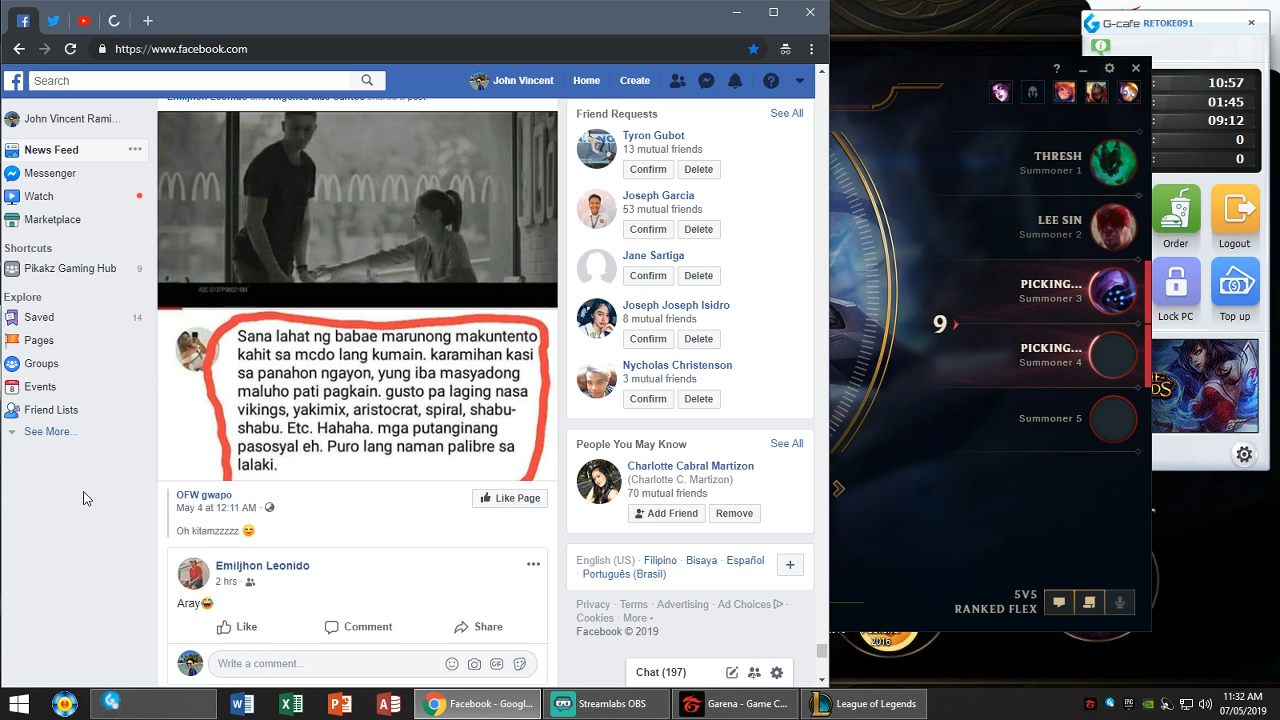 https://www.facebook.com
G-cafe RETOKE091
Search
John Vincent
Home
Create
John Vincent Rami...
News Feed
Messenger
Watch
Marketplace
Shortcuts
Pikakz Gaming Hub 9
Explore
Saved 14
Pages
Groups
Events
Friend Lists
See More...
Emiljhon Leonido and Angelica Mae Santos shared a post.
Sana lahat ng babae marunong makuntento
kahit sa mcdo lang kumain. karamihan kasi
sa panahon ngayon, yung iba masyadong
maluho pati pagkain. gusto pa laging nasa
vikings, yakimix, aristocrat, spiral, shabu-
shabu. Etc. Hahaha. mga putanginang
pasosyal eh. Puro lang naman palibre sa
lalaki.
OFW gwapo
May 4 at 12:11 AM ·
Like Page
Oh kitamzzzzz
Emiljhon Leonido
2 hrs ·
Aray
Like
Comment
Share
Write a comment...
Friend Requests See All
Tyron Gubot
13 mutual friends
Confirm Delete
Joseph Garcia
53 mutual friends
Confirm Delete
Jane Sartiga
Confirm Delete
Joseph Joseph Isidro
8 mutual friends
Confirm Delete
Nycholas Christenson
3 mutual friends
Confirm Delete
People You May Know See All
Charlotte Cabral Martizon
(Charlotte C. Martizon)
70 mutual friends
Add Friend Remove
English (US) · Filipino · Bisaya · Español
· Português (Brasil)
Privacy · Terms · Advertising · Ad Choices ·
Cookies · More
Facebook © 2019
Chat (197)
THRESH
Summoner 1
LEE SIN
Summoner 2
PICKING...
Summoner 3
9
PICKING...
Summoner 4
Summoner 5
5V5
RANKED FLEX
: 10:57
: 01:45
: 09:12
: 0
: 0
Order
Logout
Lock PC
Top up
2016
Facebook - Googl...
Streamlabs OBS
Garena - Game C...
League of Legends
11:32 AM
07/05/2019